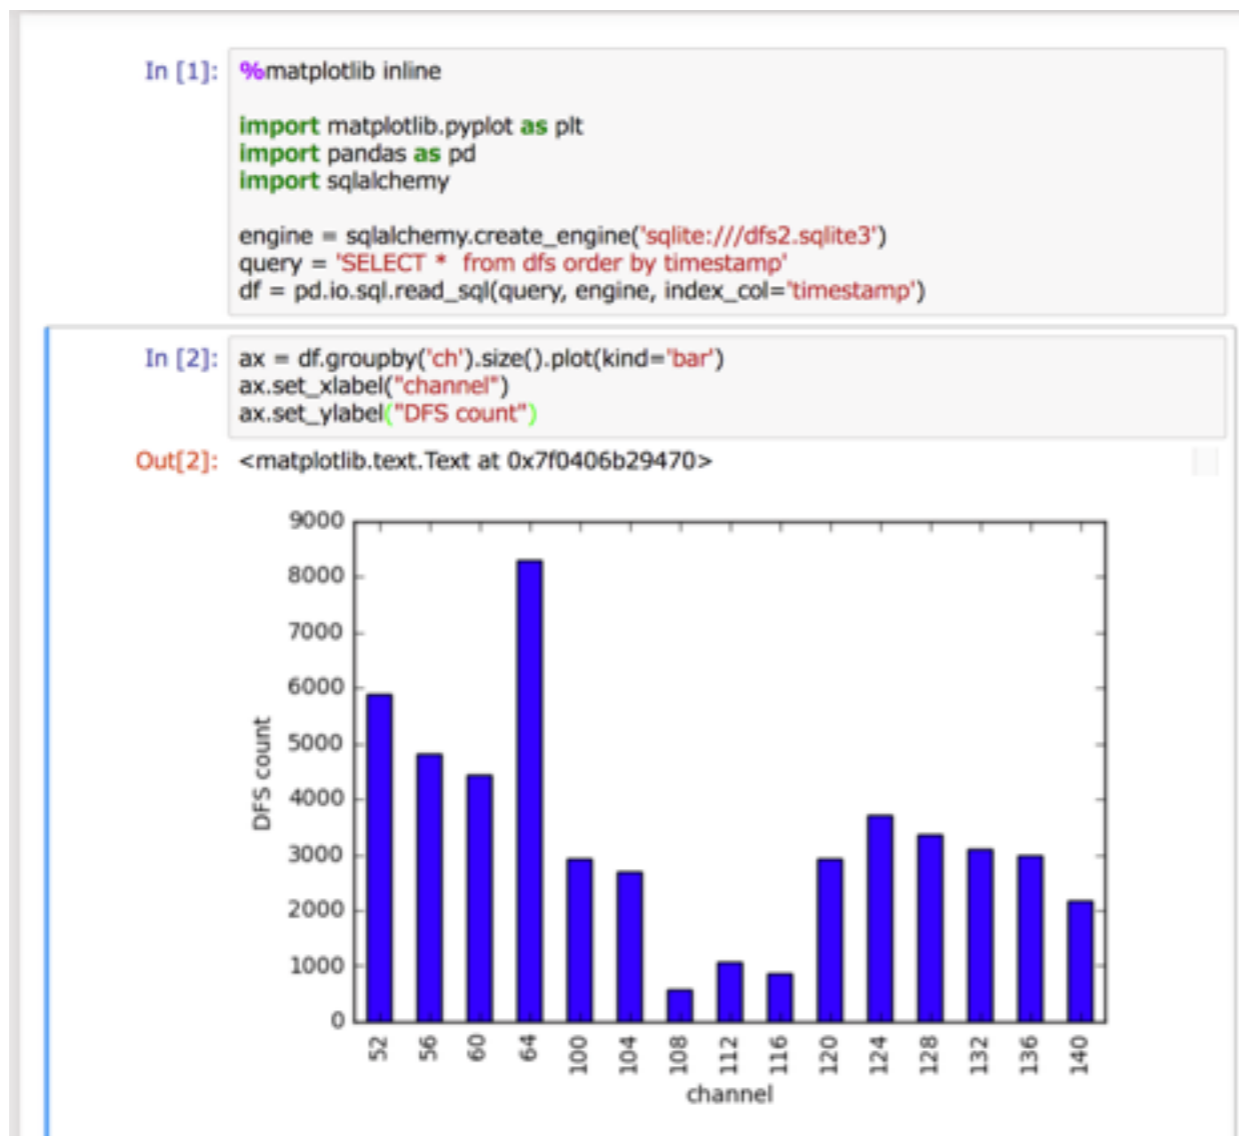 In [1]: %matplotlib inline
import matplotlib.pyplot as plt
import pandas as pd
import sqlalchemy
engine = sqlalchemy.create_engine('sqlite:///dfs2.sqlite3')
query = 'SELECT *  from dfs order by timestamp'
df = pd.io.sql.read_sql(query, engine, index_col='timestamp')
In [2]: ax = df.groupby('ch').size().plot(kind='bar')
ax.set_xlabel("channel")
ax.set_ylabel("DFS count")
Out[2]: <matplotlib.text.Text at 0x7f0406b29470>
9000
8000
7000
6000
5000
4000
3000
2000
1000
0
DFS count
52 56 60 64 100 104 108 112 116 120 124 128 132 136 140
channel